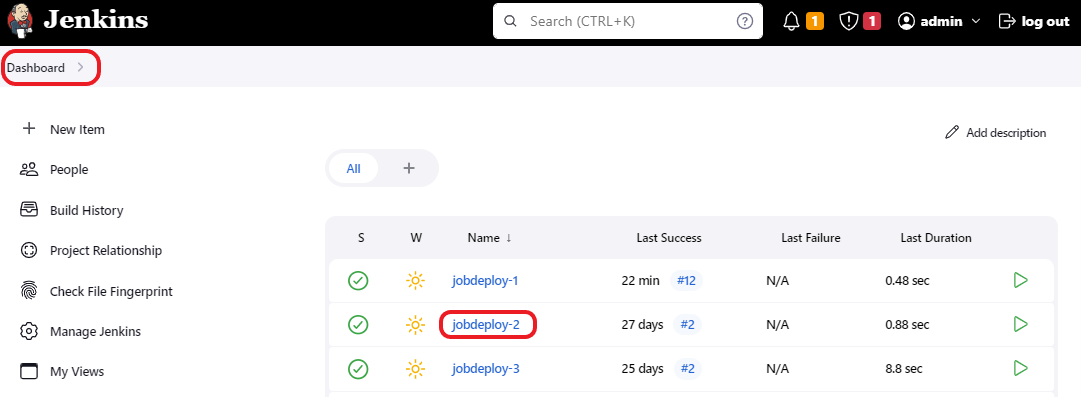 Jenkins
Search (CTRL+K)
?
1
1
admin
log out
Dashboard
New Item
People
Build History
Project Relationship
Check File Fingerprint
Manage Jenkins
My Views
Add description
All +
S W Name ↓ Last Success Last Failure Last Duration
jobdeploy-1 22 min #12 N/A 0.48 sec
jobdeploy-2 27 days #2 N/A 0.88 sec
jobdeploy-3 25 days #2 N/A 8.8 sec